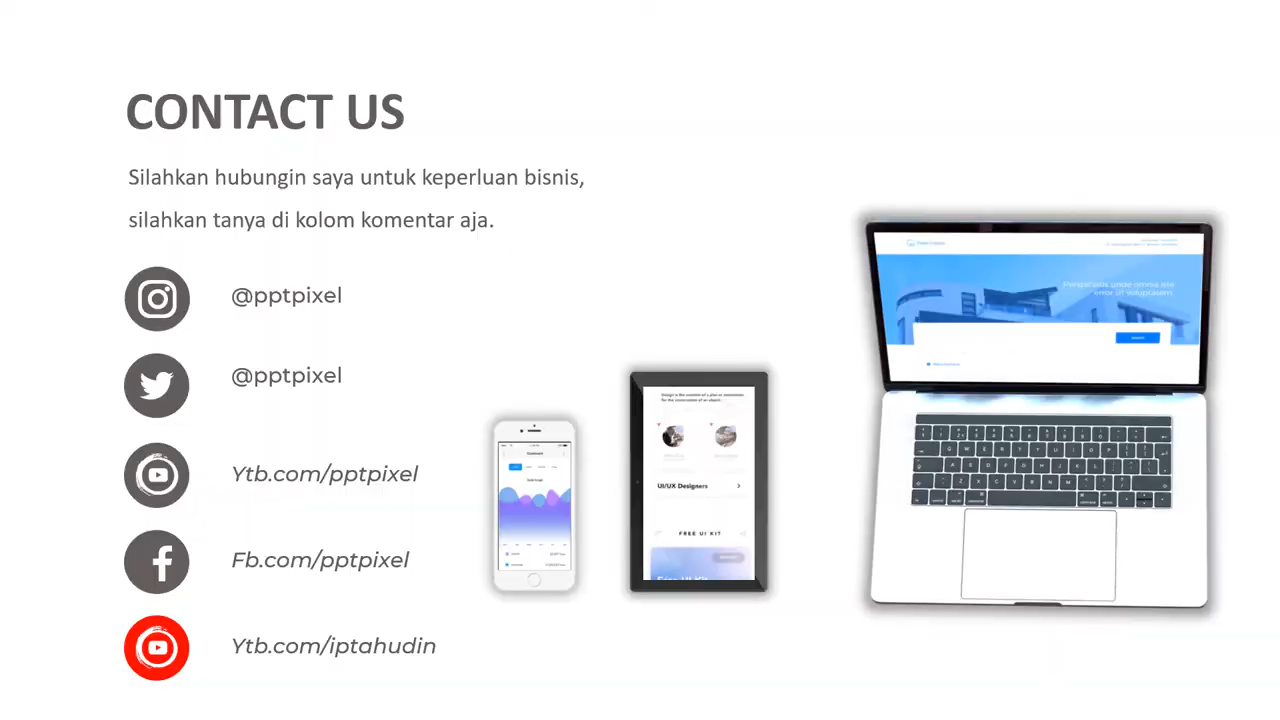 CONTACT US
Silahkan hubungin saya untuk keperluan bisnis,
silahkan tanya di kolom komentar aja.
@pptpixel
@pptpixel
Ytb.com/pptpixel
Fb.com/pptpixel
Ytb.com/iptahudin
UI/UX Designers
FREE UI KIT